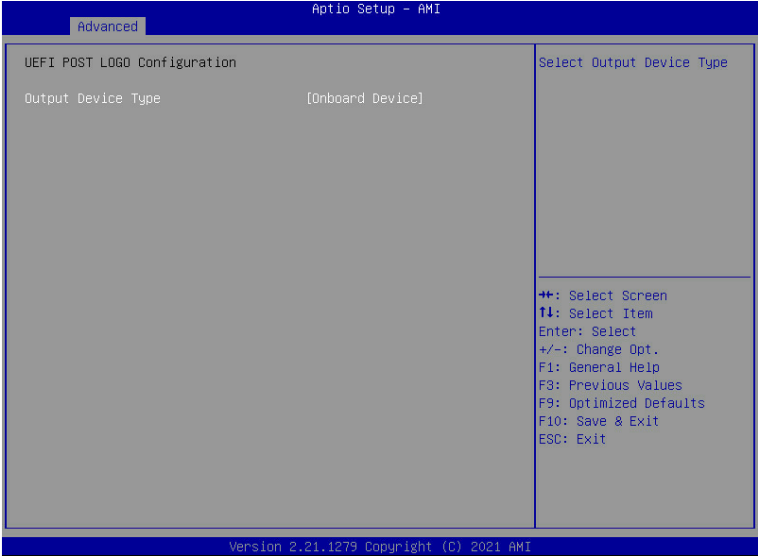 Aptio Setup – AMI
Advanced
UEFI POST LOGO Configuration
Output Device Type [Onboard Device]
Select Output Device Type
→←: Select Screen
↑↓: Select Item
Enter: Select
+/-: Change Opt.
F1: General Help
F3: Previous Values
F9: Optimized Defaults
F10: Save & Exit
ESC: Exit
Version 2.21.1279 Copyright (C) 2021 AMI